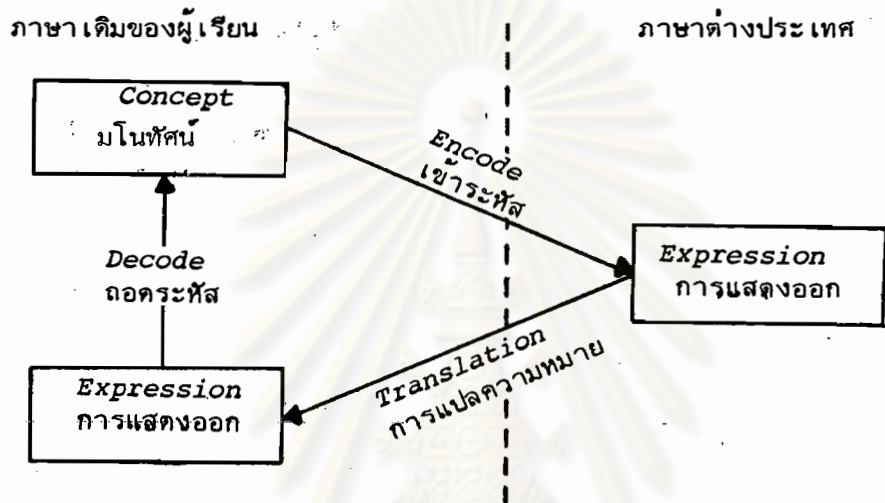 ภาษาเดิมของผู้เรียน
ภาษาต่างประเทศ
Concept
มโนทัศน์
Encode
เข้าระหัส
Decode
ถอดระหัส
Expression
การแสดงออก
Translation
การแปลความหมาย
Expression
การแสดงออก